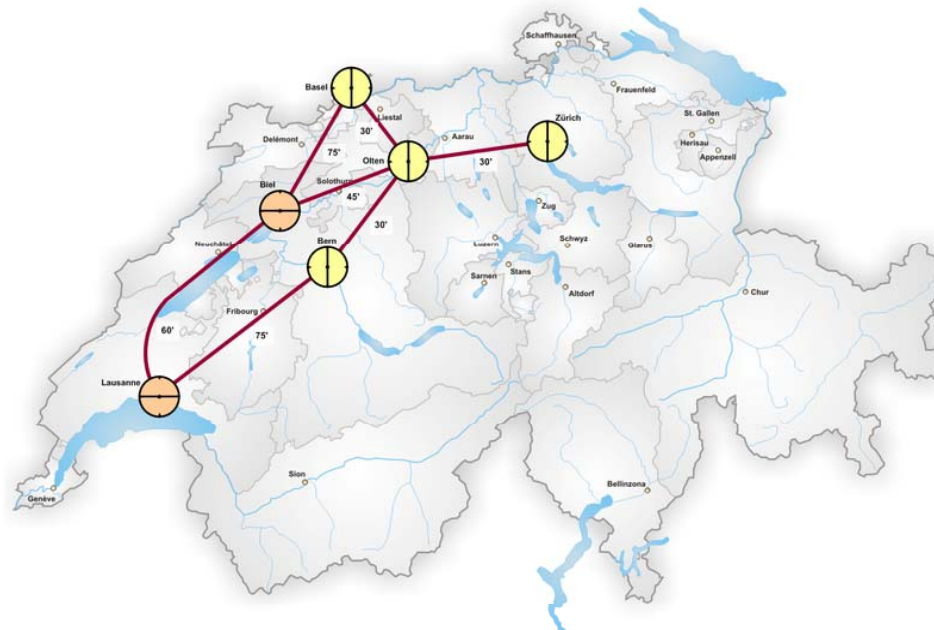 Schaffhausen
Basel
Liestal
Frauenfeld
Zürich
St. Gallen
Delémont
30'
Aarau
Herisau
75'
Olten
30'
Appenzell
Biel
Solothurn
45'
Zug
30'
Neuchâtel
Bern
Luzern
Schwyz
Glarus
Stans
Sarnen
Altdorf
Chur
Fribourg
60'
75'
Lausanne
Sion
Bellinzona
Genève